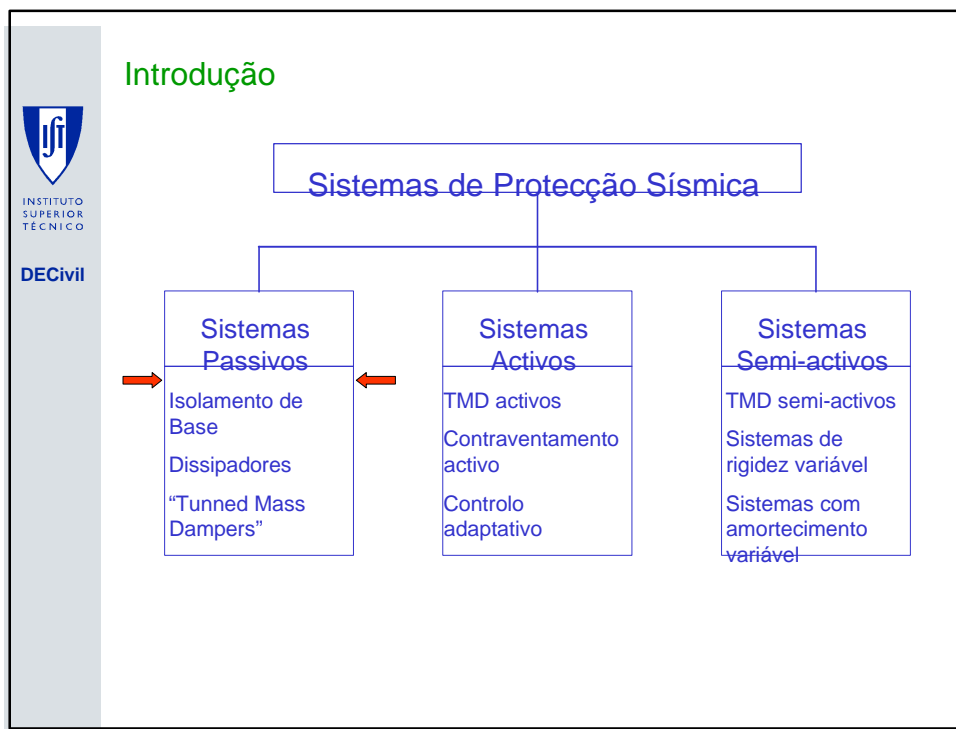 Introdução
IST
INSTITUTO
SUPERIOR
TÉCNICO
DECivil
Sistemas de Protecção Sísmica
Sistemas
Passivos
Isolamento de
Base
Dissipadores
“Tunned Mass
Dampers”
Sistemas
Activos
TMD activos
Contraventamento
activo
Controlo
adaptativo
Sistemas
Semi-activos
TMD semi-activos
Sistemas de
rigidez variável
Sistemas com
amortecimento
variável